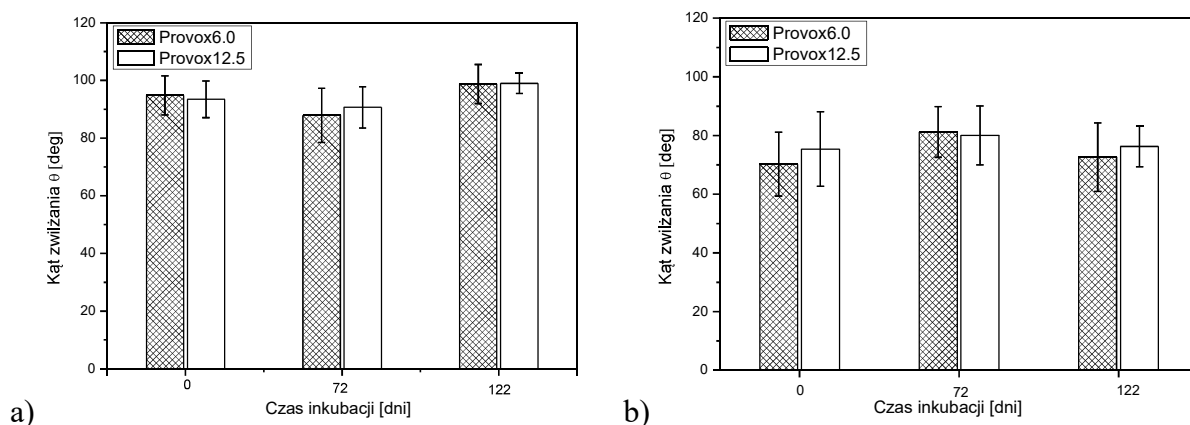 120
100
80
60
40
20
0
Kąt zwilżania θ [deg]
Provox6.0
Provox12.5
0
72
122
Czas inkubacji [dni]
a)
120
100
80
60
40
20
0
Kąt zwilżania θ [deg]
Provox6.0
Provox12.5
0
72
122
Czas inkubacji [dni]
b)